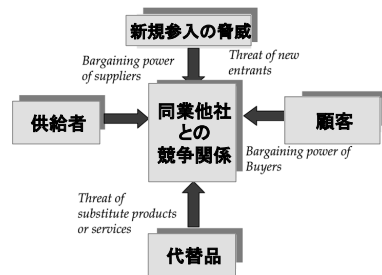 新規参入の脅威
Bargaining power
of suppliers
Threat of new
entrants
供給者
同業他社
との
競争関係
顧客
Bargaining power of
Buyers
Threat of
substitute products
or services
代替品